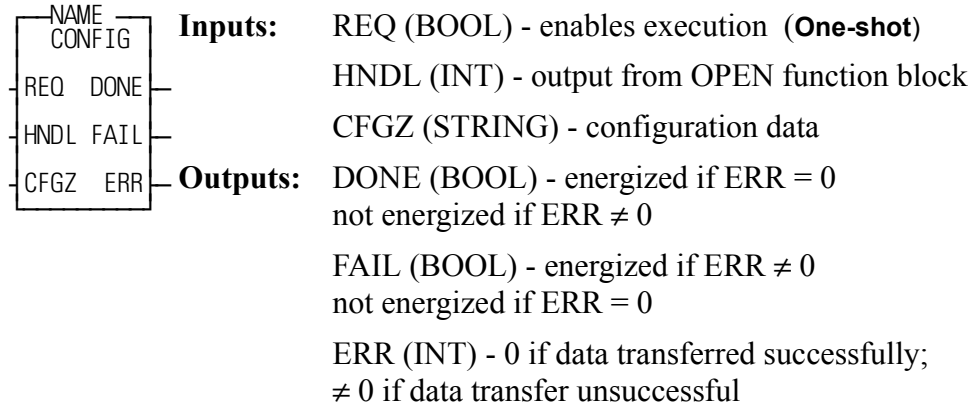 NAME
CONFIG
REQ DONE
HNDL FAIL
CFGZ ERR
Inputs: REQ (BOOL) - enables execution (One-shot)
HNDL (INT) - output from OPEN function block
CFGZ (STRING) - configuration data
Outputs: DONE (BOOL) - energized if ERR = 0
not energized if ERR ≠ 0
FAIL (BOOL) - energized if ERR ≠ 0
not energized if ERR = 0
ERR (INT) - 0 if data transferred successfully;
≠ 0 if data transfer unsuccessful